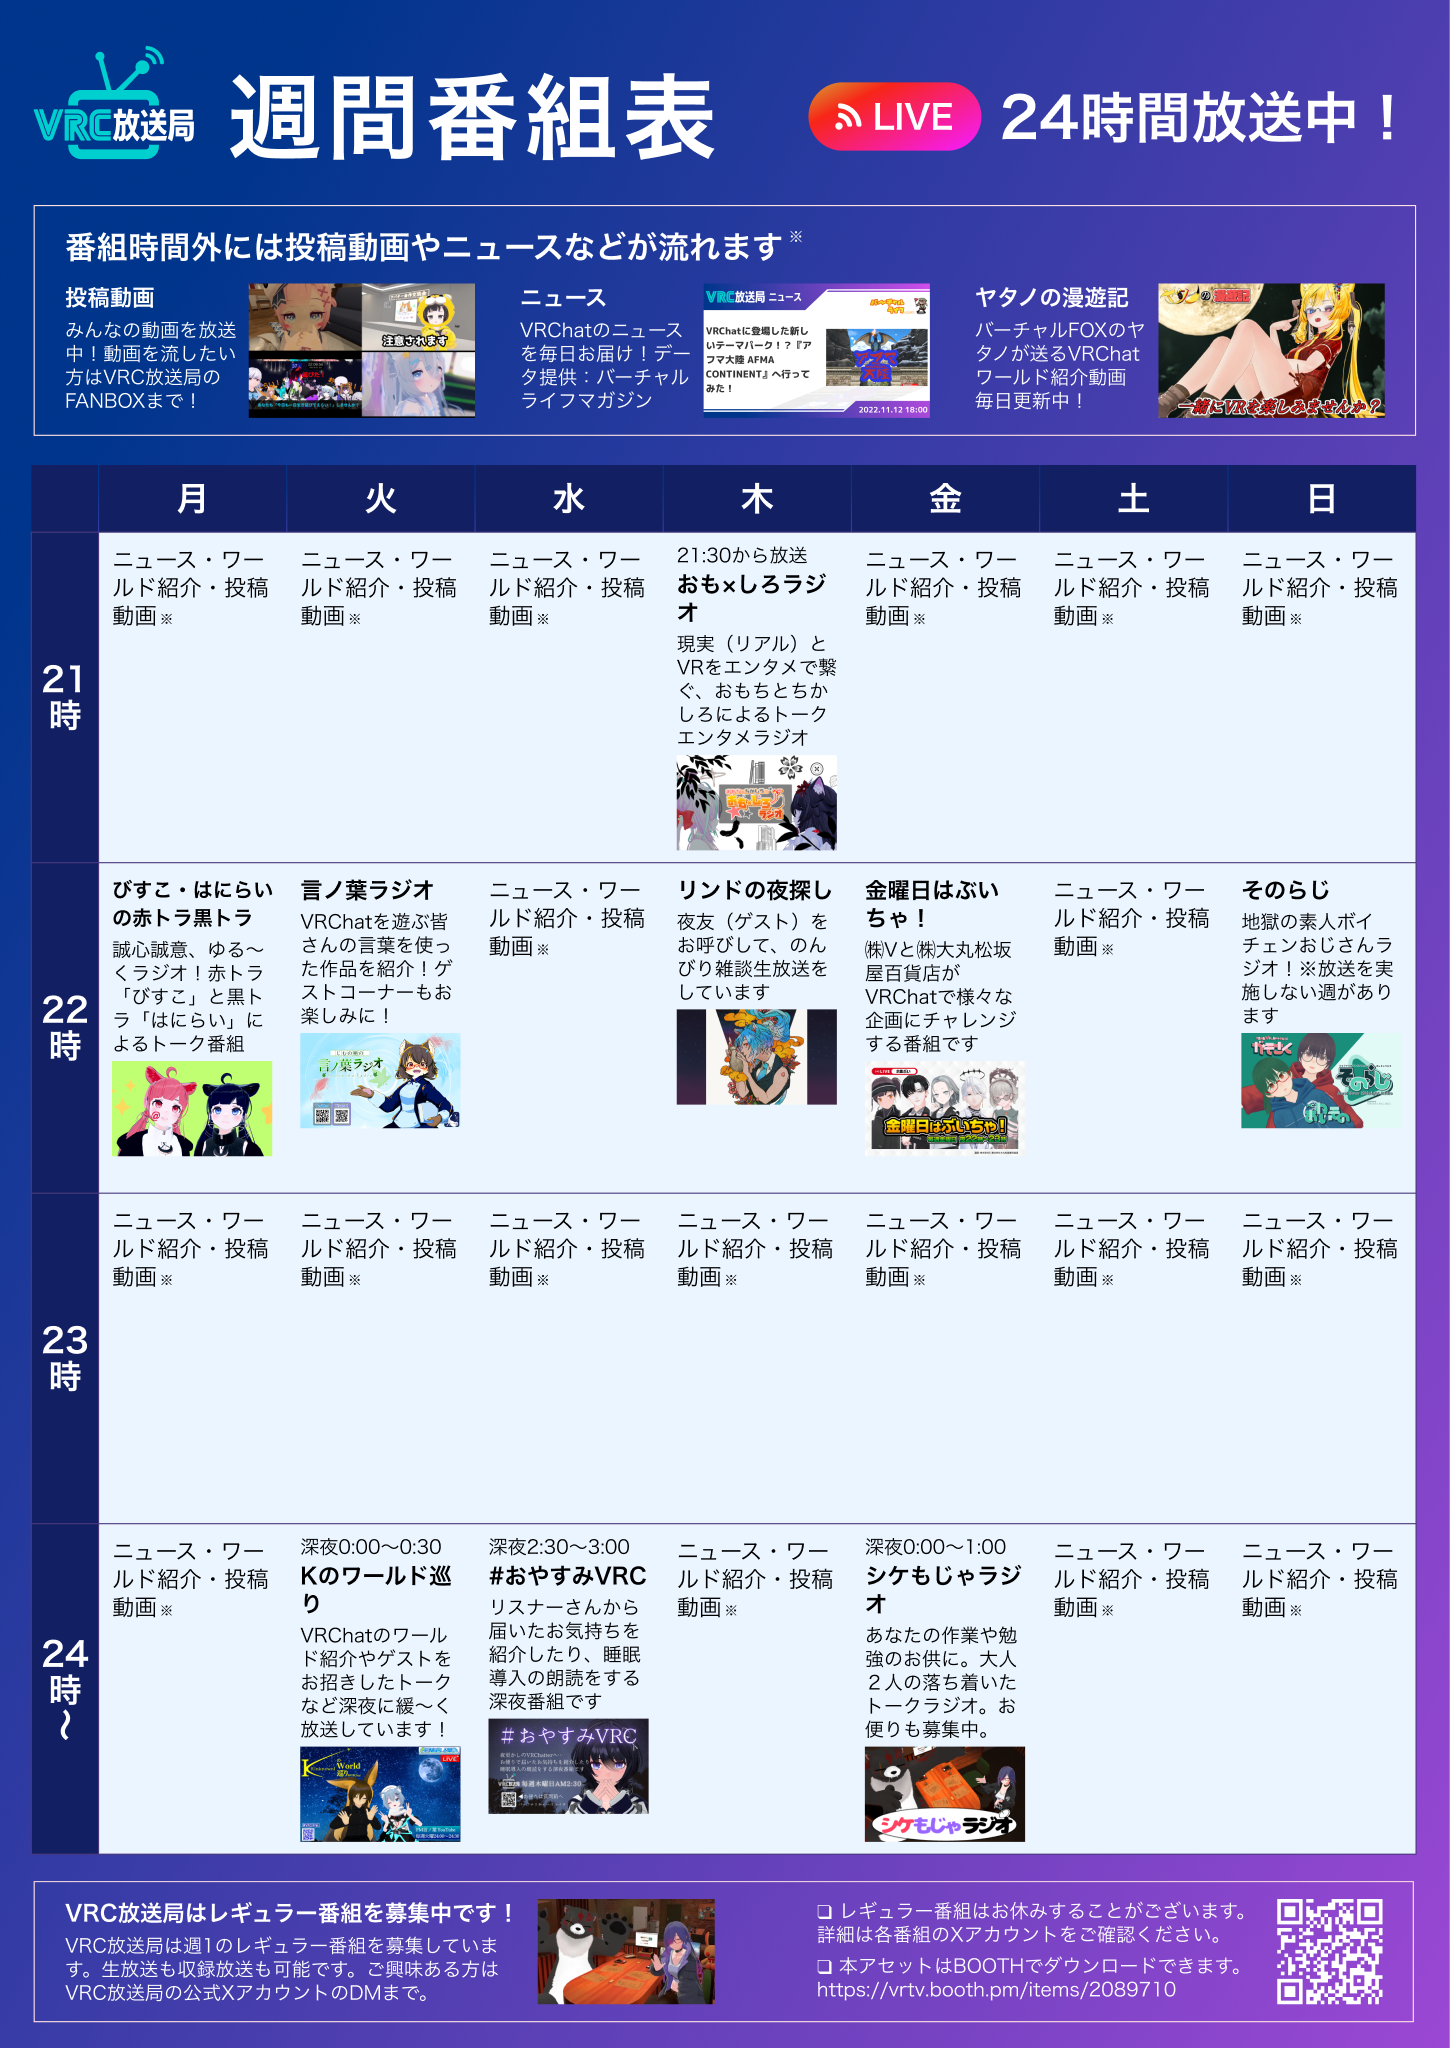 VRC放送局
週間番組表
LIVE
24時間放送中！
番組時間外には投稿動画やニュースなどが流れます※
投稿動画
みんなの動画を放送
中！動画を流したい
方はVRC放送局の
FANBOXまで！
注意されます
ニュース
VRChatのニュース
を毎日お届け！デー
タ提供：バーチャル
ライフマガジン
VRC放送局 ニュース
VRChatに登場した新し
いテーマパーク！？『ア
フマ大陸 AFMA
CONTINENT』へ行って
みた！
2022.11.12 18:00
ヤタノの漫遊記
バーチャルFOXのヤ
タノが送るVRChat
ワールド紹介動画
毎日更新中！
一緒にVRを楽しみませんか？
月
火
水
木
金
土
日
21
時
ニュース・ワー
ルド紹介・投稿
動画※
ニュース・ワー
ルド紹介・投稿
動画※
ニュース・ワー
ルド紹介・投稿
動画※
21:30から放送
おも×しろラジ
オ
現実（リアル）と
VRをエンタメで繋
ぐ、おもちとちか
しろによるトーク
エンタメラジオ
ニュース・ワー
ルド紹介・投稿
動画※
ニュース・ワー
ルド紹介・投稿
動画※
ニュース・ワー
ルド紹介・投稿
動画※
22
時
びすこ・はにらい
の赤トラ黒トラ
誠心誠意、ゆる〜
くラジオ！赤トラ
「びすこ」と黒ト
ラ「はにらい」に
よるトーク番組
言ノ葉ラジオ
VRChatを遊ぶ皆
さんの言葉を使っ
た作品を紹介！ゲ
ストコーナーもお
楽しみに！
言ノ葉ラジオ
ニュース・ワー
ルド紹介・投稿
動画※
リンドの夜探し
夜友（ゲスト）を
お呼びして、のん
びり雑談生放送を
しています
金曜日はぶい
ちゃ！
㈱Vと㈱大丸松坂
屋百貨店が
VRChatで様々な
企画にチャレンジ
する番組です
金曜日はぶいちゃ！
ニュース・ワー
ルド紹介・投稿
動画※
そのらじ
地獄の素人ボイ
チェンおじさんラ
ジオ！※放送を実
施しない週があり
ます
そのらじ
23
時
ニュース・ワー
ルド紹介・投稿
動画※
ニュース・ワー
ルド紹介・投稿
動画※
ニュース・ワー
ルド紹介・投稿
動画※
ニュース・ワー
ルド紹介・投稿
動画※
ニュース・ワー
ルド紹介・投稿
動画※
ニュース・ワー
ルド紹介・投稿
動画※
ニュース・ワー
ルド紹介・投稿
動画※
24
時
〜
ニュース・ワー
ルド紹介・投稿
動画※
深夜0:00〜0:30
Kのワールド巡
り
VRChatのワール
ド紹介やゲストを
お招きしたトーク
など深夜に緩〜く
放送しています！
World
巡り
LIVE
深夜2:30〜3:00
#おやすみVRC
リスナーさんから
届いたお気持ちを
紹介したり、睡眠
導入の朗読をする
深夜番組です
＃おやすみVRC
毎週木曜日AM2:30
ニュース・ワー
ルド紹介・投稿
動画※
深夜0:00〜1:00
シケもじゃラジ
オ
あなたの作業や勉
強のお供に。大人
２人の落ち着いた
トークラジオ。お
便りも募集中。
シケもじゃラジオ
ニュース・ワー
ルド紹介・投稿
動画※
ニュース・ワー
ルド紹介・投稿
動画※
VRC放送局はレギュラー番組を募集中です！
VRC放送局は週1のレギュラー番組を募集していま
す。生放送も収録放送も可能です。ご興味ある方は
VRC放送局の公式XアカウントのDMまで。
❏ レギュラー番組はお休みすることがございます。
詳細は各番組のXアカウントをご確認ください。
❏ 本アセットはBOOTHでダウンロードできます。
https://vrtv.booth.pm/items/2089710